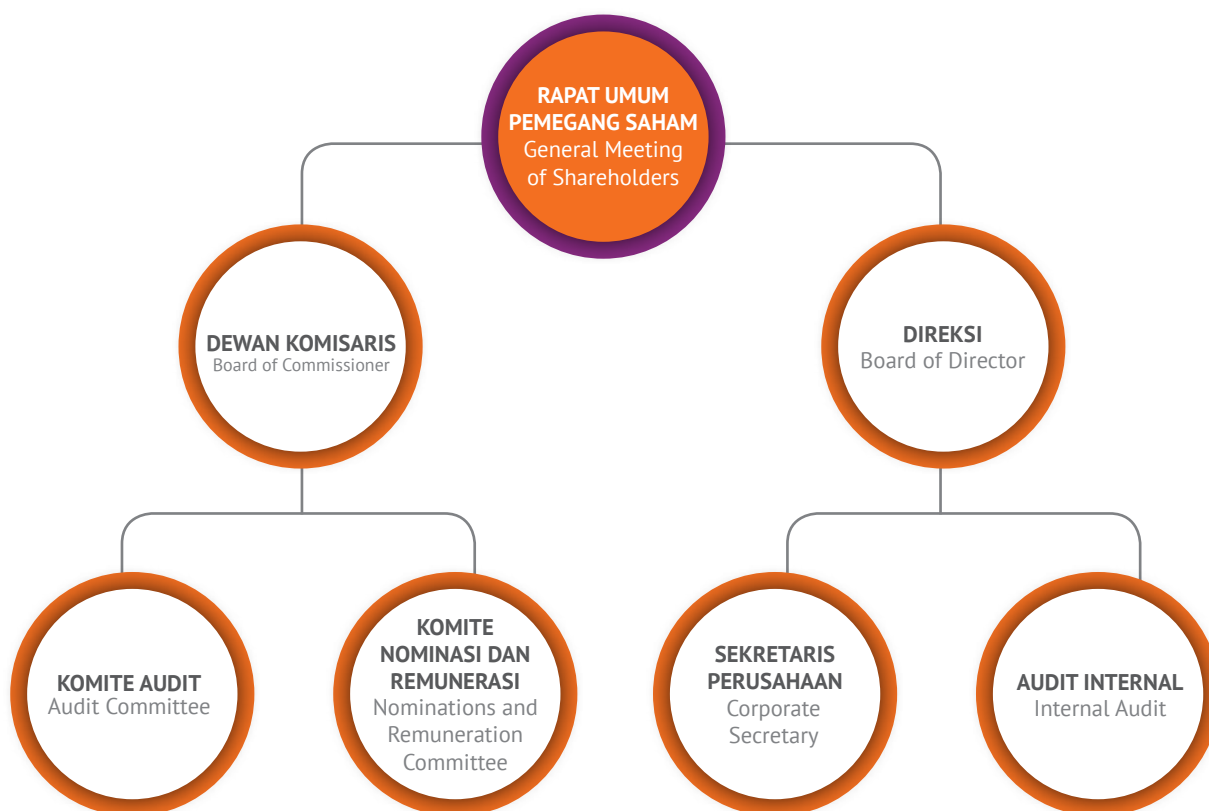 RAPAT UMUM
PEMEGANG SAHAM
General Meeting
of Shareholders
DEWAN KOMISARIS
Board of Commissioner
DIREKSI
Board of Director
KOMITE AUDIT
Audit Committee
KOMITE
NOMINASI DAN
REMUNERASI
Nominations and
Remuneration
Committee
SEKRETARIS
PERUSAHAAN
Corporate
Secretary
AUDIT INTERNAL
Internal Audit